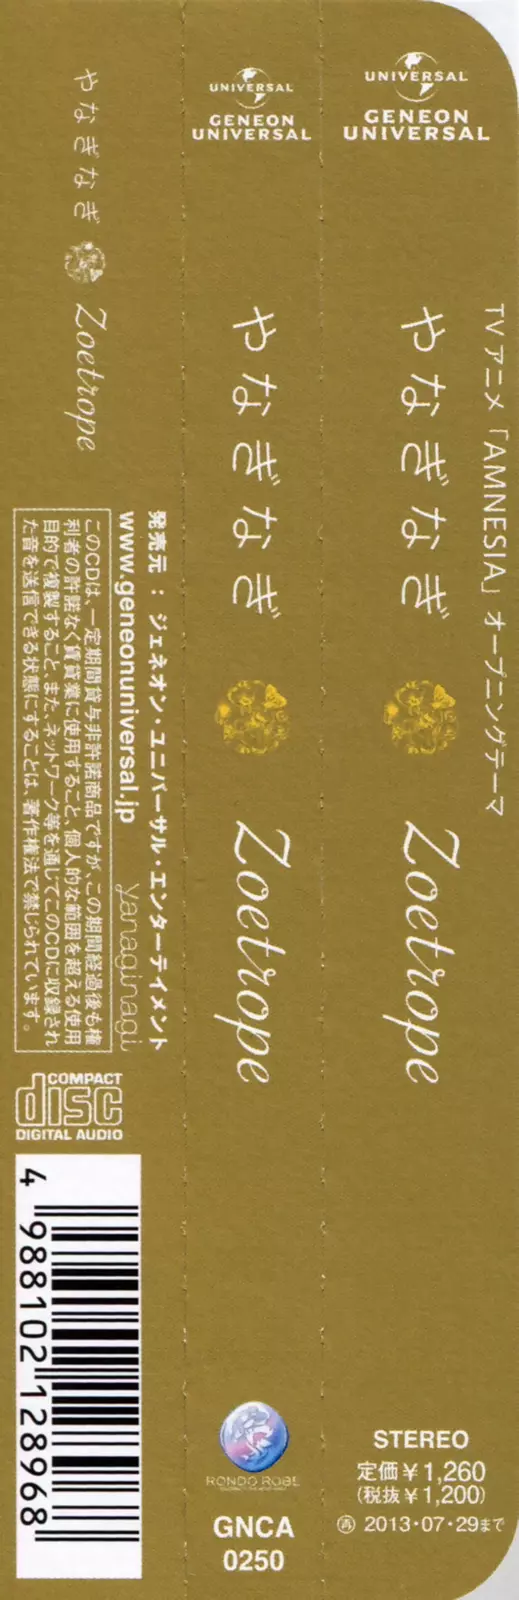 UNIVERSAL
GENEON
UNIVERSAL
TVアニメ「AMNESIA」オープニングテーマ
やなぎなぎ
Zoetrope
STEREO
定価￥1,260
(税抜￥1,200)
㊞ 2013・07・29まで
UNIVERSAL
GENEON
UNIVERSAL
やなぎなぎ
Zoetrope
RONDO ROBE
GNCA
0250
やなぎなぎ
Zoetrope
発売元：ジェネオン・ユニバーサル・エンターテイメント
www.geneonuniversal.jp
yanaginagi
このCDは、一定期間貸与非許諾商品ですが、この期間経過後も権
利者の許諾なく賃貸業に使用すること、個人的な範囲を超える使用
目的で複製すること、また、ネットワーク等を通じてこのCDに収録され
た音を送信できる状態にすることは、著作権法で禁じられています。
COMPACT
disc
DIGITAL AUDIO
4 988102 128968